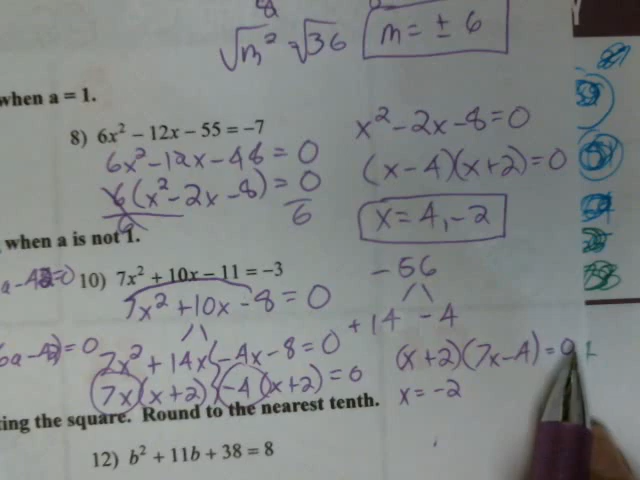 √m² = √36 m = ± 6
when a = 1.
8) 6x² − 12x − 55 = −7
6x² − 12x − 48 = 0
6(x² − 2x − 8) = 0
6 6
x² − 2x − 8 = 0
(x − 4)(x + 2) = 0
x = 4, −2
when a is not 1.
10) 7x² + 10x − 11 = −3
7x² + 10x − 8 = 0
−56
+14 −4
7x² + 14x − 4x − 8 = 0
7x(x + 2) −4(x + 2) = 0
(x + 2)(7x − 4) = 0
x = −2
ting the square. Round to the nearest tenth.
12) b² + 11b + 38 = 8